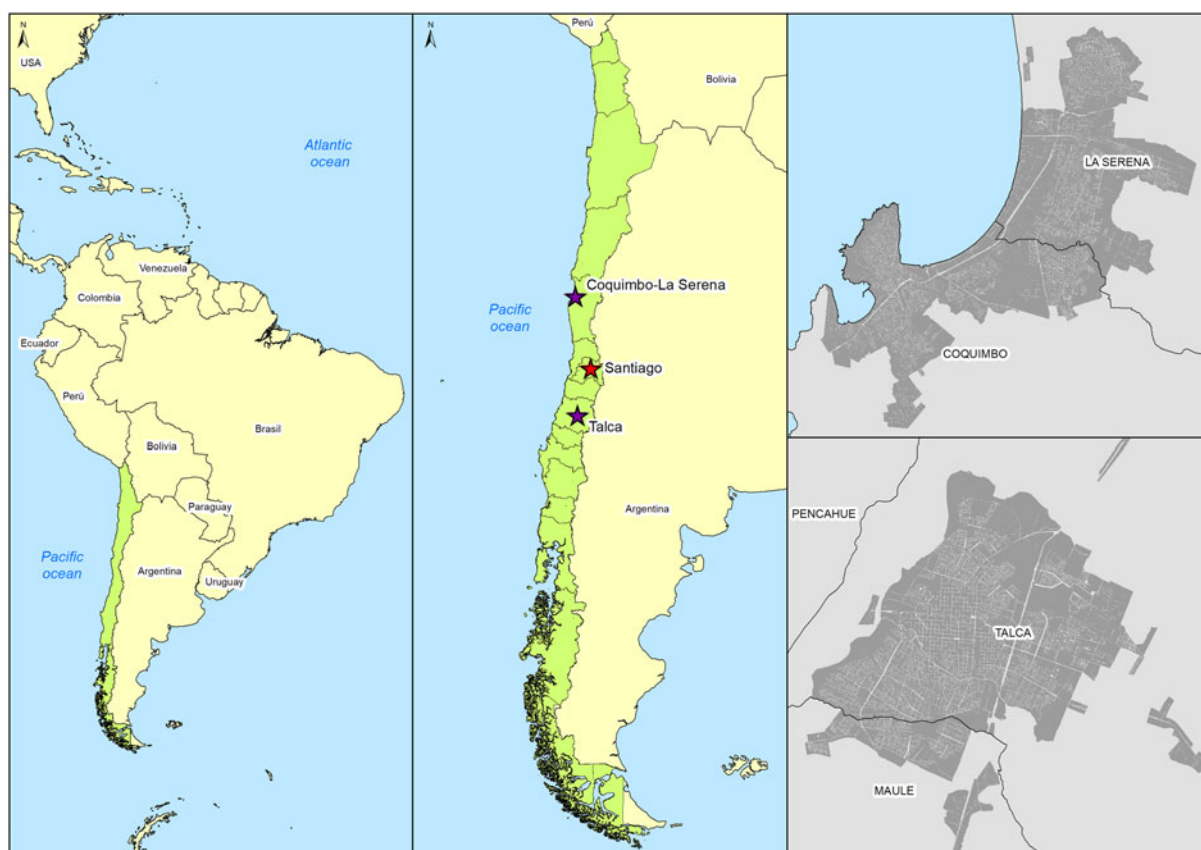 N
USA
Atlantic
ocean
Venezuela
Colombia
Ecuador
Perú
Brasil
Bolivia
Paraguay
Pacific
ocean
Argentina
Uruguay
N
Perú
Bolivia
Coquimbo-La Serena
Pacific
ocean
Santiago
Talca
Argentina
LA SERENA
COQUIMBO
PENCAHUE
TALCA
MAULE